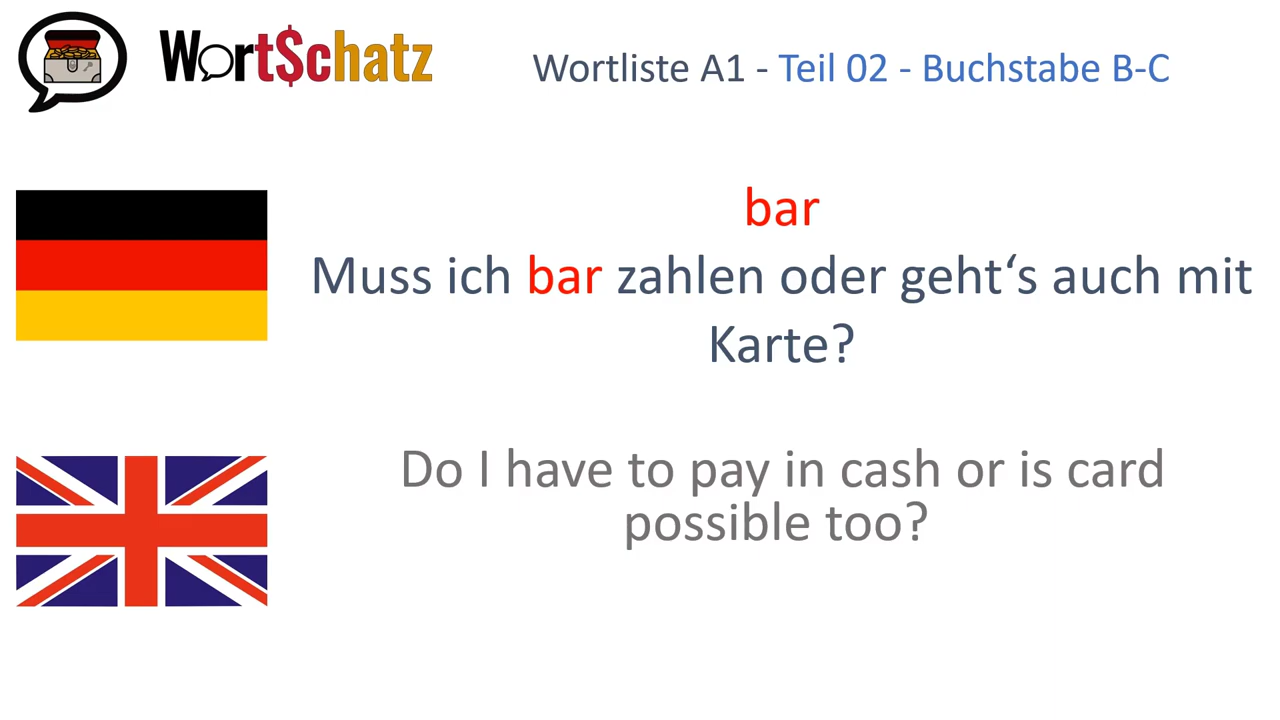 Wort$chatz
Wortliste A1 - Teil 02 - Buchstabe B-C
bar
Muss ich bar zahlen oder geht‘s auch mit
Karte?
Do I have to pay in cash or is card
possible too?